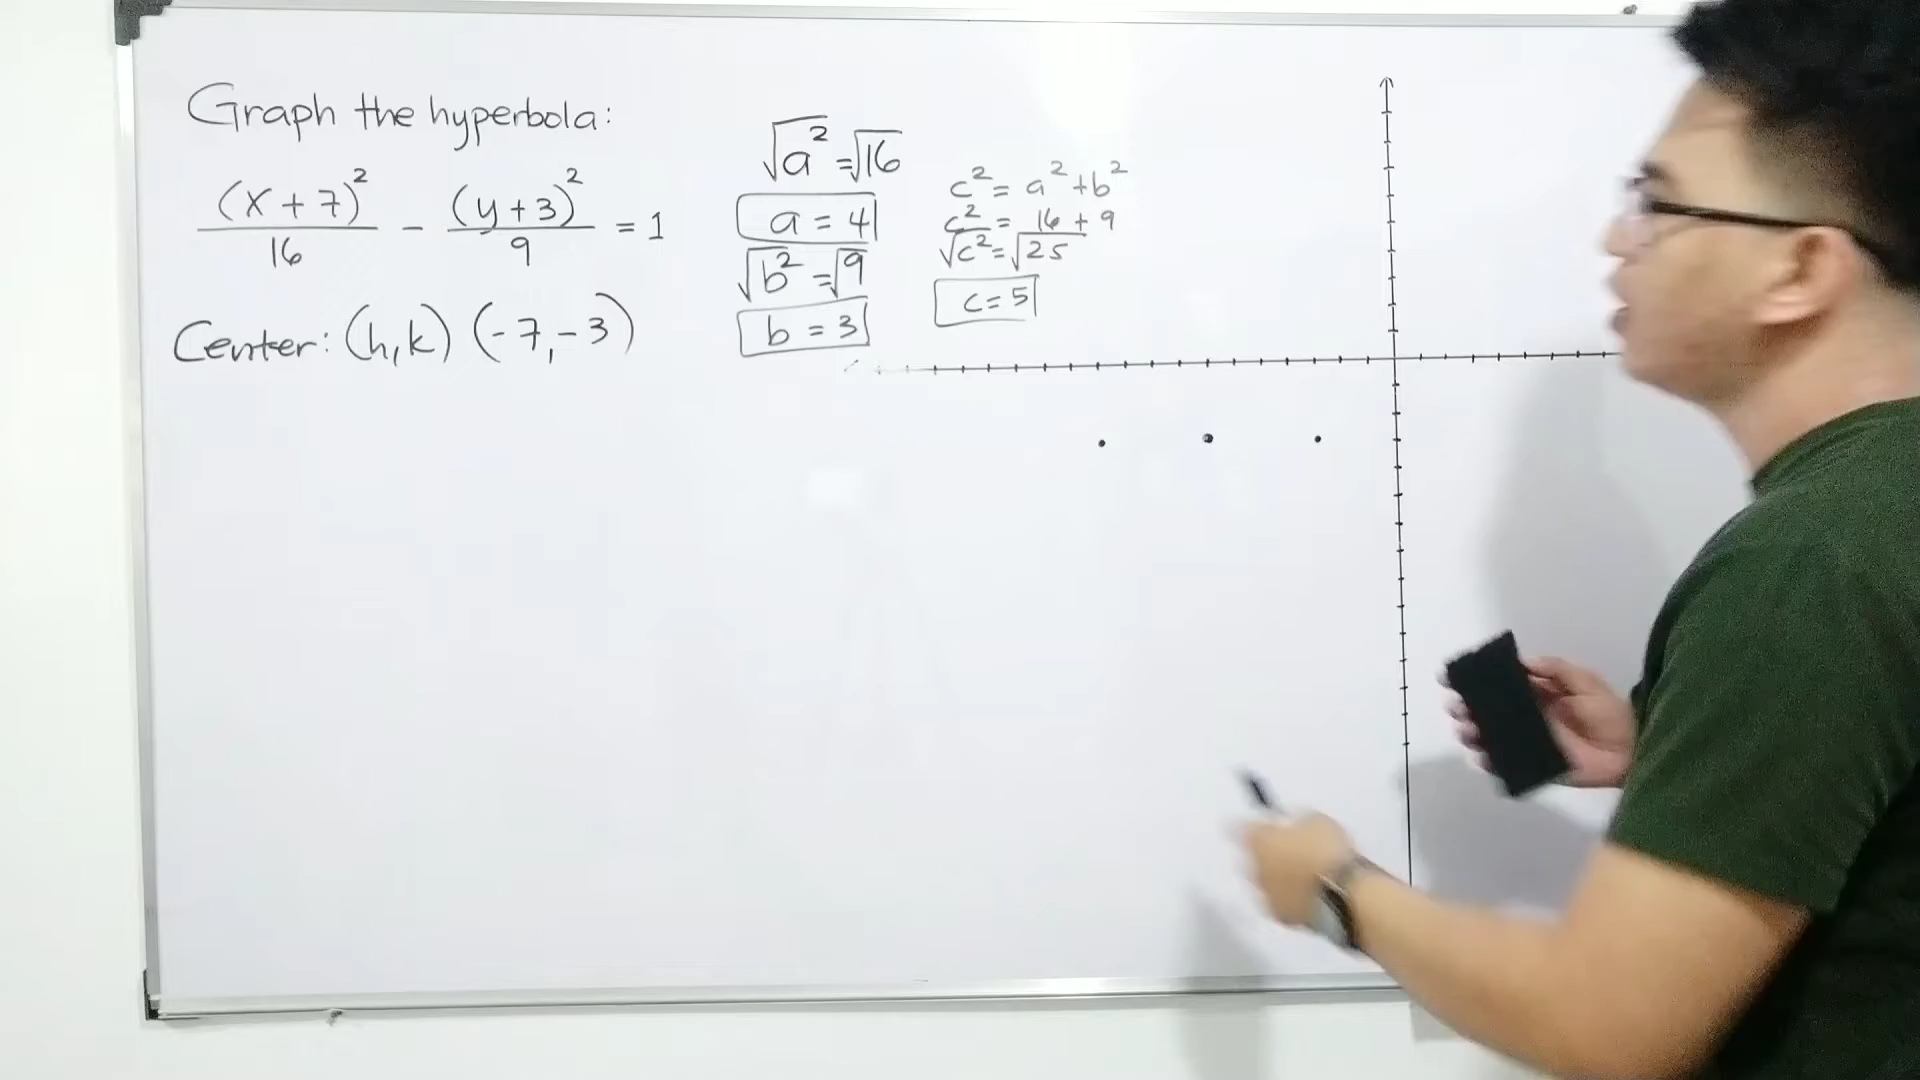 Graph the hyperbola:
(x+7)²/16 - (y+3)²/9 = 1
Center: (h,k) (-7,-3)
√a² = √16
a = 4
√b² = √9
b = 3
c² = a² + b²
c² = 16 + 9
√c² = √25
c = 5